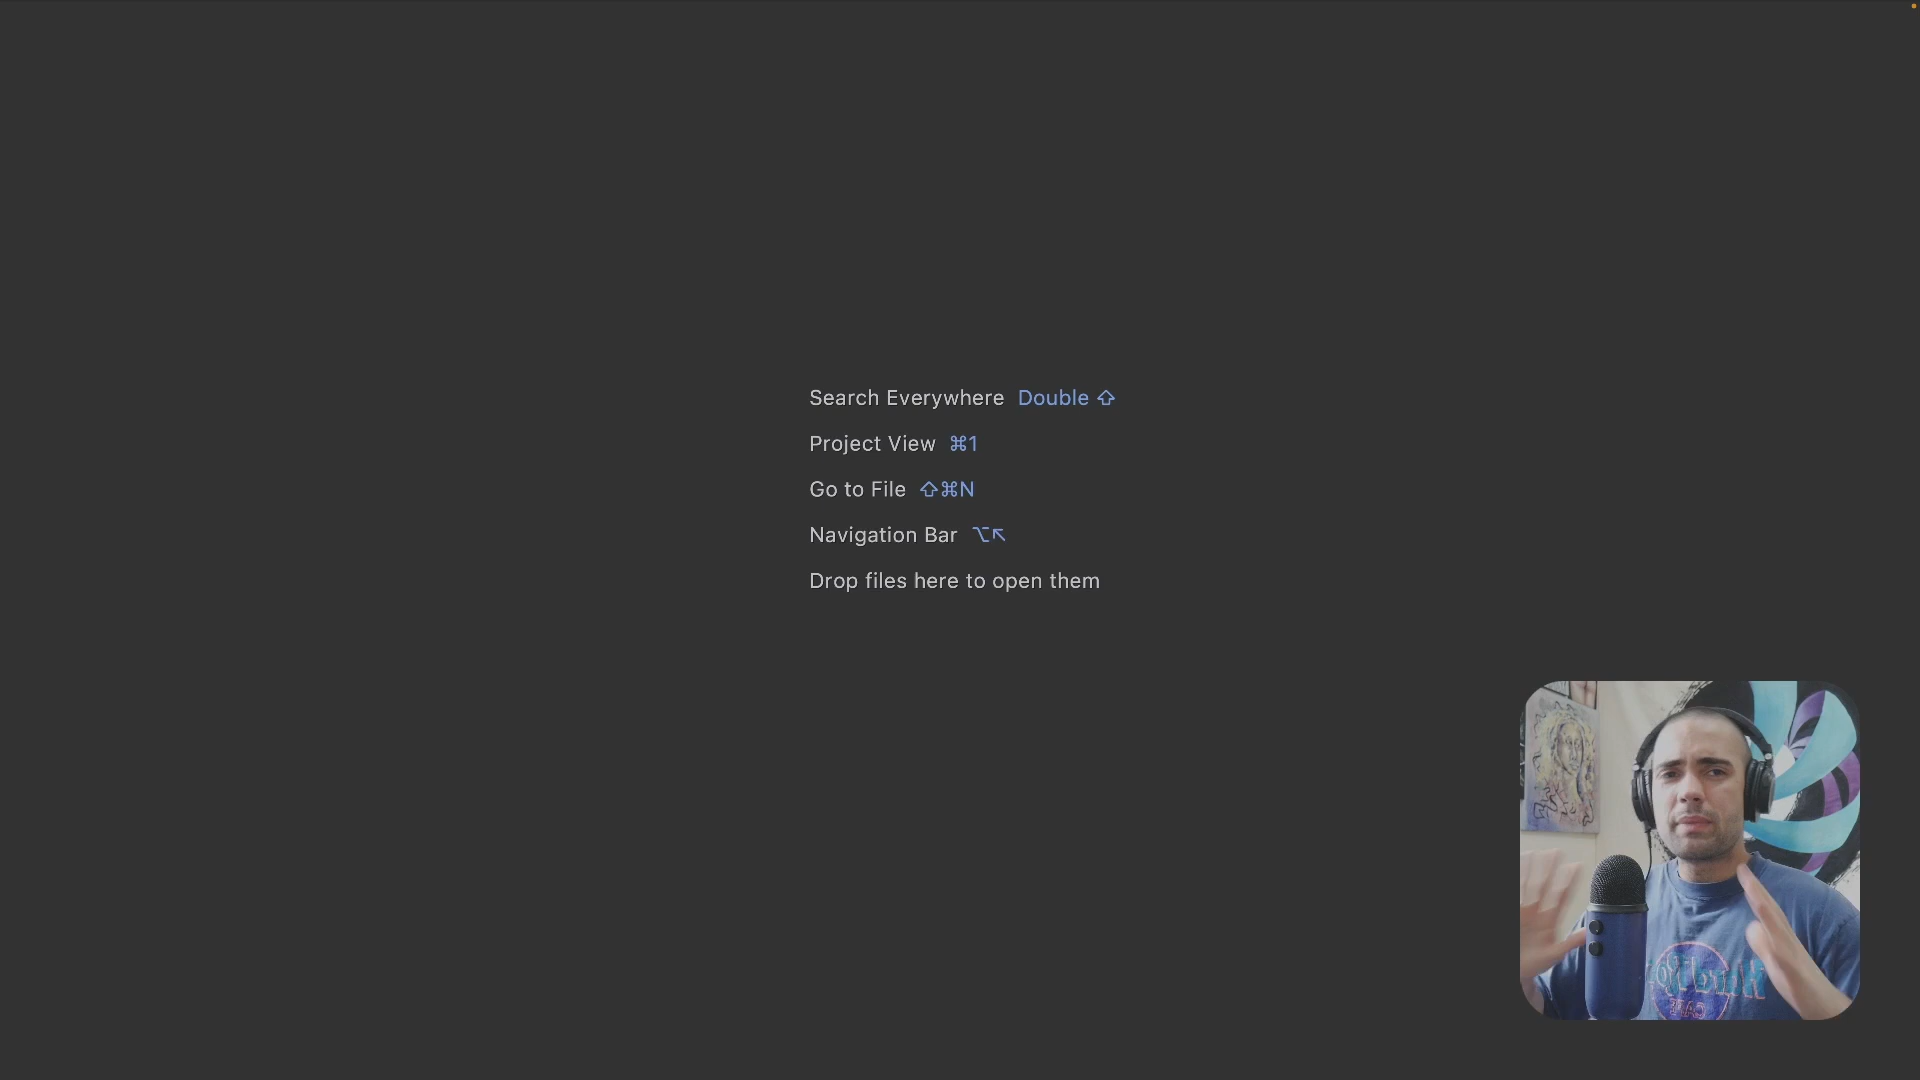 Search Everywhere Double ⇧
Project View ⌘1
Go to File ⇧⌘N
Navigation Bar ⌥↖
Drop files here to open them